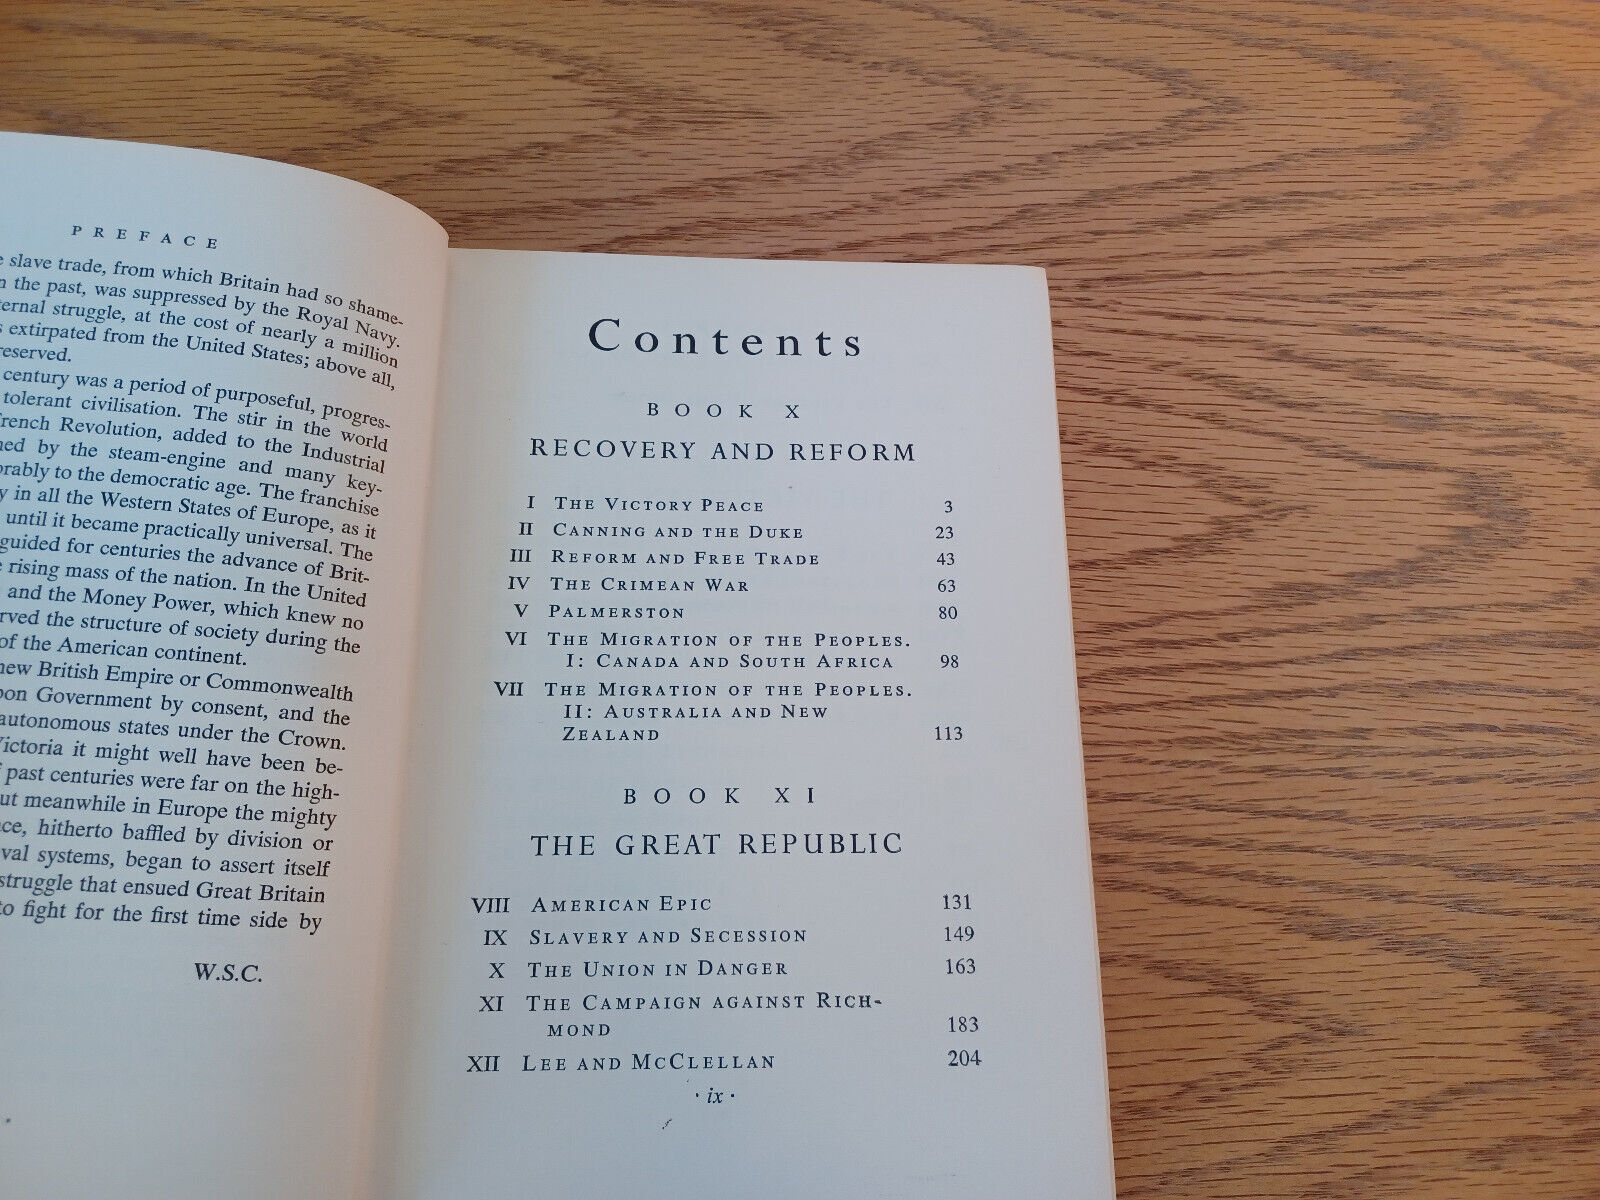 PREFACE
slave trade, from which Britain had so shame-
the past, was suppressed by the Royal Navy.
struggle, at the cost of nearly a million
extirpated from the United States; above all,
century was a period of purposeful, progres-
tolerant civilisation. The stir in the world
Revolution, added to the Industrial
by the steam-engine and many key-
to the democratic age. The franchise
in all the Western States of Europe, as it
until it became practically universal. The
guided for centuries the advance of Brit-
rising mass of the nation. In the United
and the Money Power, which knew no
the structure of society during the
of the American continent.
new British Empire or Commonwealth
Government by consent, and the
autonomous states under the Crown.
Victoria it might well have been be-
past centuries were far on the high-
meanwhile in Europe the mighty
hitherto baffled by division or
systems, began to assert itself
struggle that ensued Great Britain
to fight for the first time side by
W.S.C.
Contents
BOOK X
RECOVERY AND REFORM
I THE VICTORY PEACE 3
II CANNING AND THE DUKE 23
III REFORM AND FREE TRADE 43
IV THE CRIMEAN WAR 63
V PALMERSTON 80
VI THE MIGRATION OF THE PEOPLES.
I: CANADA AND SOUTH AFRICA 98
VII THE MIGRATION OF THE PEOPLES.
II: AUSTRALIA AND NEW
ZEALAND 113
BOOK XI
THE GREAT REPUBLIC
VIII AMERICAN EPIC 131
IX SLAVERY AND SECESSION 149
X THE UNION IN DANGER 163
XI THE CAMPAIGN AGAINST RICH-
MOND 183
XII LEE AND MCCLELLAN 204
· ix ·